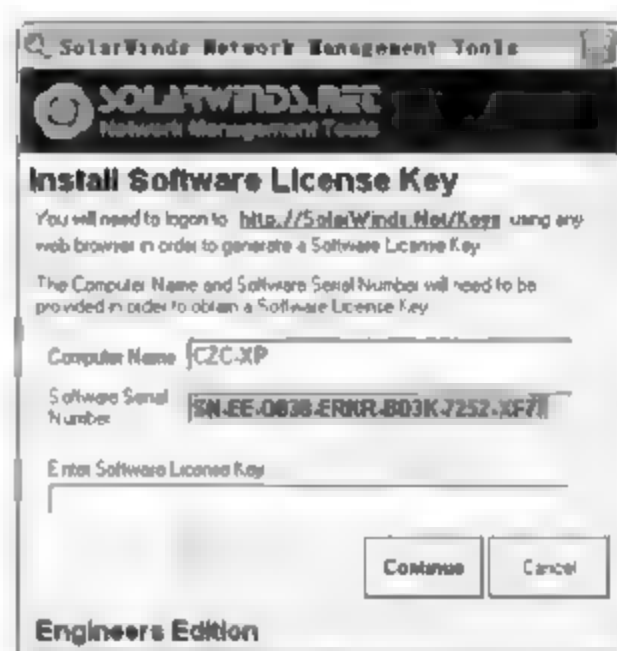 SolarWinds Network Management Tools
SOLARWINDS.NET
Network Management Tools
Install Software License Key
You will need to logon to http://SolarWinds.Net/Keys using any
web browser in order to generate a Software License Key
The Computer Name and Software Serial Number will need to be
provided in order to obtain a Software License Key
Computer Name CZC-XP
Software Serial
Number
Enter Software License Key
Continue Cancel
Engineers Edition